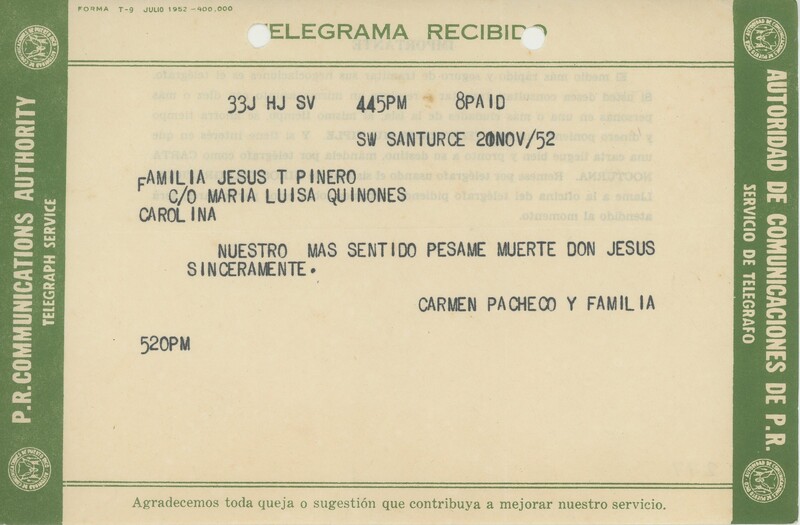 FORMA T-9 JULIO 1952-400,000
TELEGRAMA RECIBIDO
33J HJ SV 445PM 8PAID
SW SANTURCE 20NOV/52
FAMILIA JESUS T PINERO
C/O MARIA LUISA QUINONES
CAROLINA
NUESTRO MAS SENTIDO PESAME MUERTE DON JESUS
SINCERAMENTE.
CARMEN PACHECO Y FAMILIA
520PM
Agradecemos toda queja o sugestión que contribuya a mejorar nuestro servicio.
P.R. COMMUNICATIONS AUTHORITY
TELEGRAPH SERVICE
AUTORIDAD DE COMUNICACIONES DE P.R.
SERVICIO DE TELEGRAFO